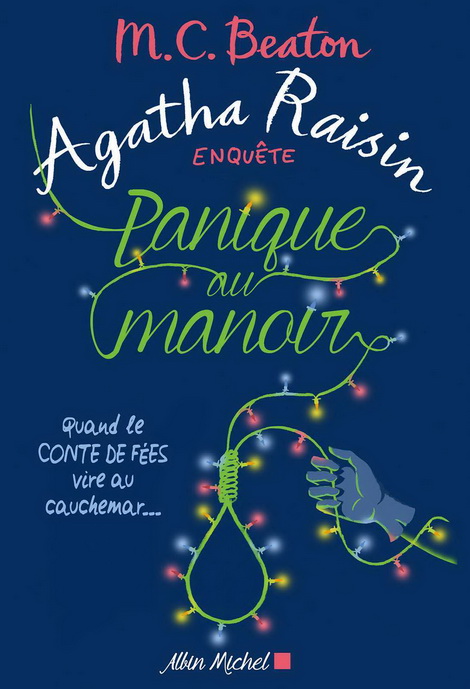 M.C. Beaton
Agatha Raisin
ENQUÊTE
Panique
au
manoir
Quand le
CONTE DE FÉES
vire au
cauchemar...
Albin Michel